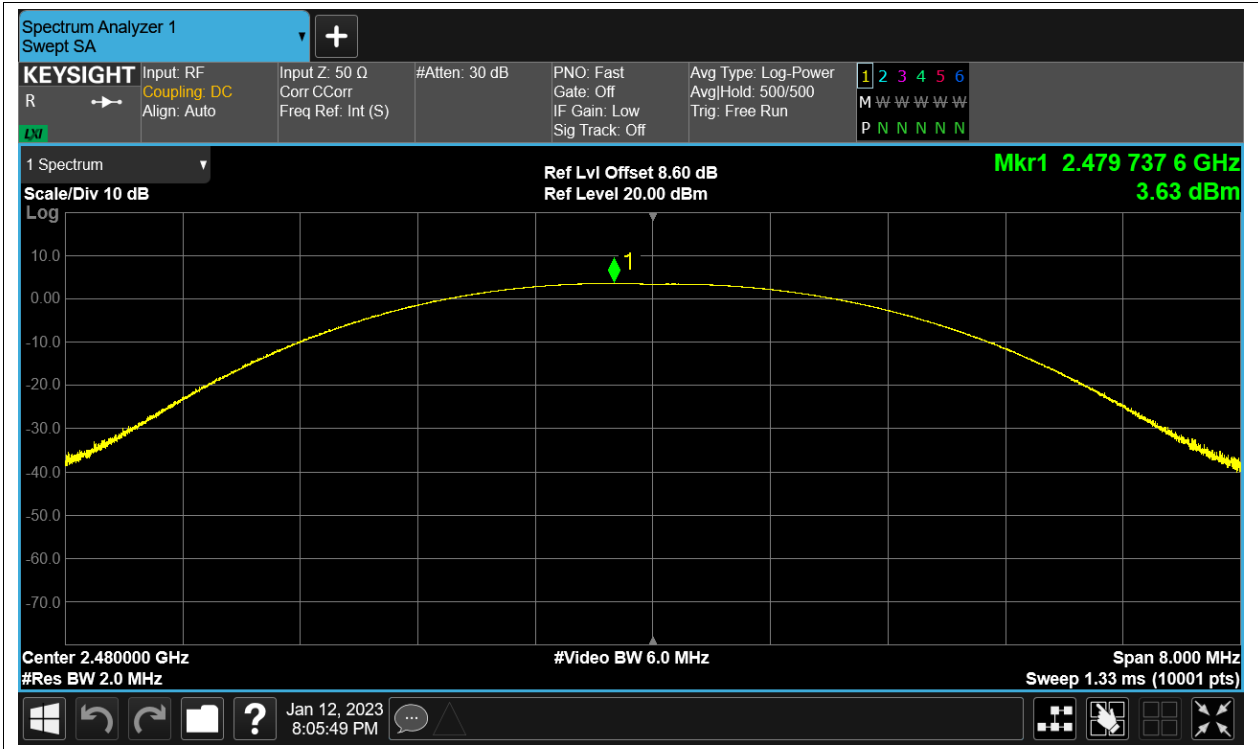 Spectrum Analyzer 1
Swept SA
+
KEYSIGHT
R
LXI
Input: RF
Coupling: DC
Align: Auto
Input Z: 50 Ω
Corr CCorr
Freq Ref: Int (S)
#Atten: 30 dB
PNO: Fast
Gate: Off
IF Gain: Low
Sig Track: Off
Avg Type: Log-Power
Avg|Hold: 500/500
Trig: Free Run
1 2 3 4 5 6
M W W W W W
P N N N N N
1 Spectrum
Scale/Div 10 dB
Log
Ref Lvl Offset 8.60 dB
Ref Level 20.00 dBm
Mkr1 2.479 737 6 GHz
3.63 dBm
1
10.0
0.00
-10.0
-20.0
-30.0
-40.0
-50.0
-60.0
-70.0
Center 2.480000 GHz
#Res BW 2.0 MHz
#Video BW 6.0 MHz
Span 8.000 MHz
Sweep 1.33 ms (10001 pts)
?
Jan 12, 2023
8:05:49 PM